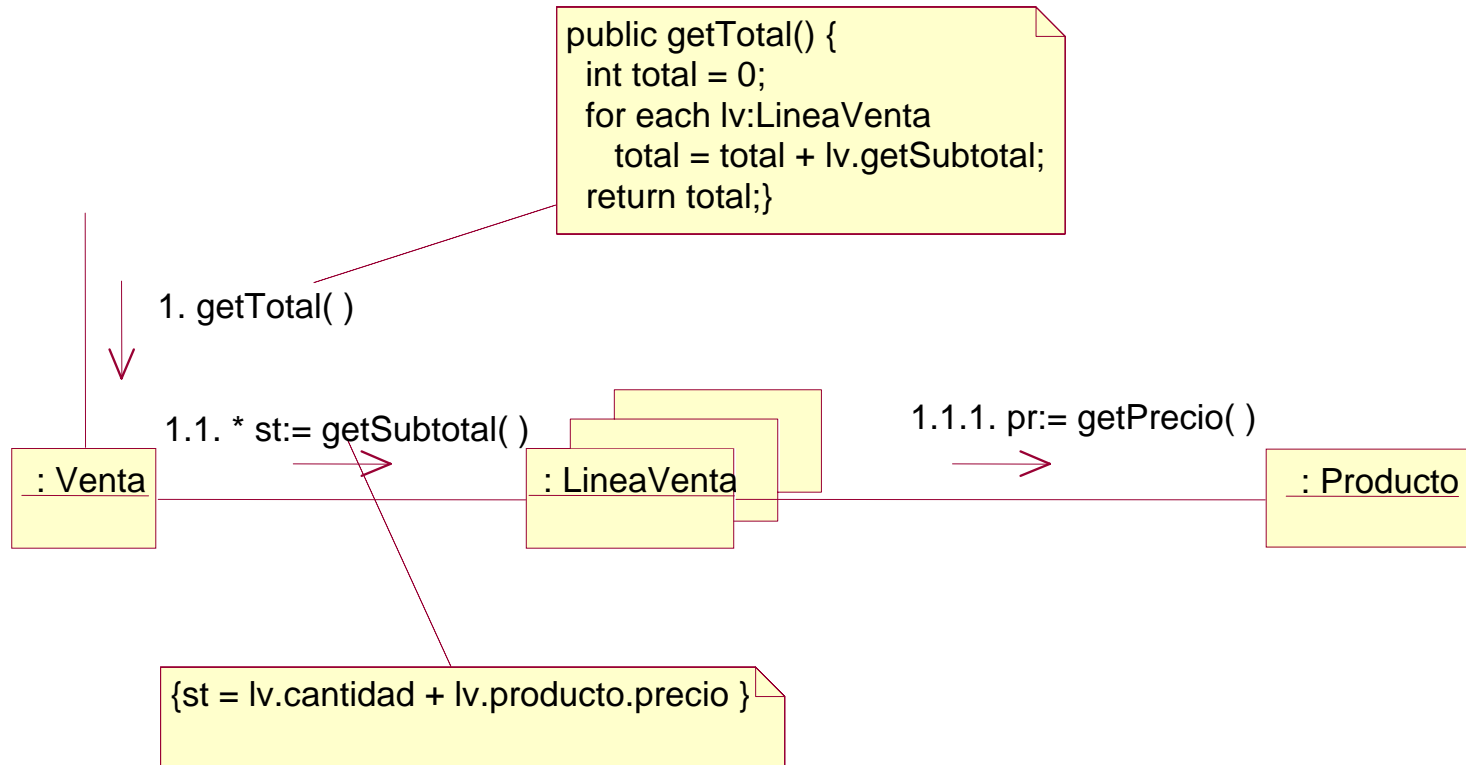 public getTotal() {
int total = 0;
for each lv:LineaVenta
total = total + lv.getSubtotal;
return total;}
1. getTotal( )
1.1. * st:= getSubtotal( )
1.1.1. pr:= getPrecio( )
: Venta
: LineaVenta
: Producto
{st = lv.cantidad + lv.producto.precio }